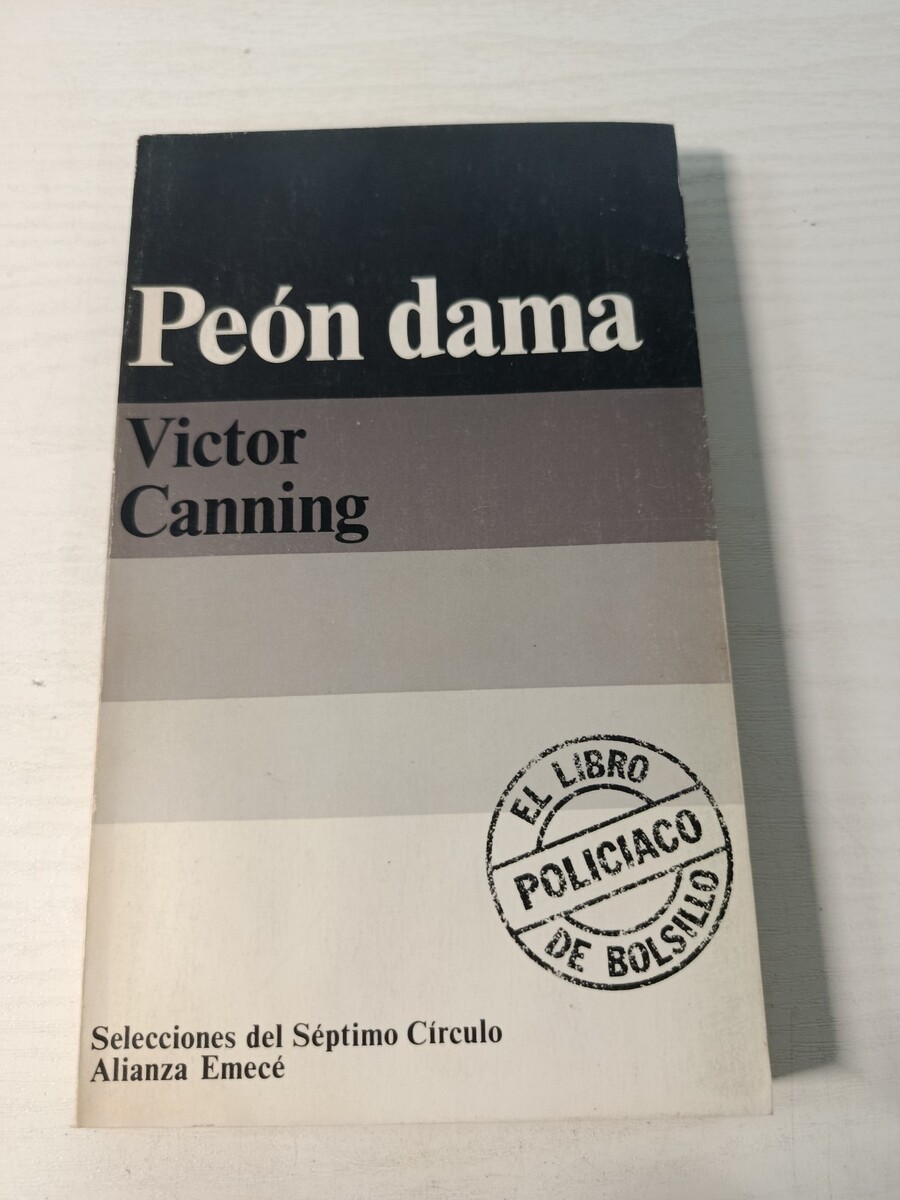 Peón dama
Victor
Canning
EL LIBRO
POLICIACO
DE BOLSILLO
Selecciones del Séptimo Círculo
Alianza Emecé